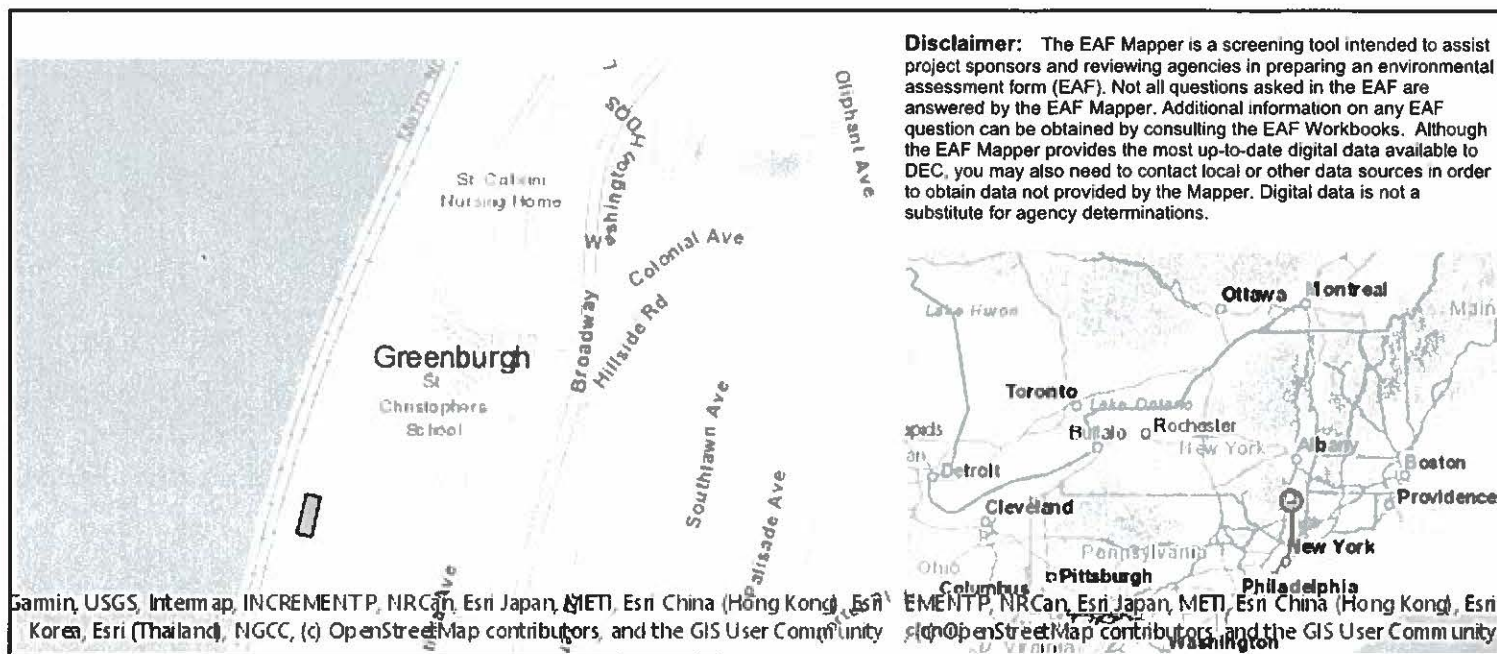 Disclaimer: The EAF Mapper is a screening tool intended to assist
project sponsors and reviewing agencies in preparing an environmental
assessment form (EAF). Not all questions asked in the EAF are
answered by the EAF Mapper. Additional information on any EAF
question can be obtained by consulting the EAF Workbooks. Although
the EAF Mapper provides the most up-to-date digital data available to
DEC, you may also need to contact local or other data sources in order
to obtain data not provided by the Mapper. Digital data is not a
substitute for agency determinations.
Oliphant Ave
St Cabrini
Nursing Home
Colonial Ave
Broadway
Hillside Rd
Greenburgh
St
Christophers
School
Southlawn Ave
Palisade Ave
Garmin, USGS, Intermap, INCREMENT P, NRCan, Esri Japan, METI, Esri China (Hong Kong), Esri
Korea, Esri (Thailand), NGCC, (c) OpenStreetMap contributors, and the GIS User Community
Ottawa
Montreal
Lake Huron
Main
Toronto
Lake Ontario
Buffalo
Rochester
New York
Albany
Boston
apids
Detroit
Providence
Cleveland
Pennsylvania
New York
Ohio
Columbus
Pittsburgh
Philadelphia
EMENT P, NRCan, Esri Japan, METI, Esri China (Hong Kong), Esri
(c) OpenStreetMap contributors, and the GIS User Community
Washington